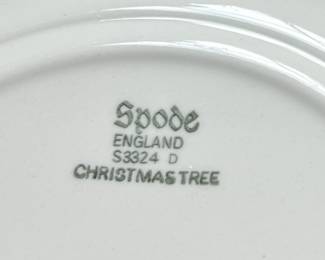 Spode
ENGLAND
S3324 D
CHRISTMAS TREE